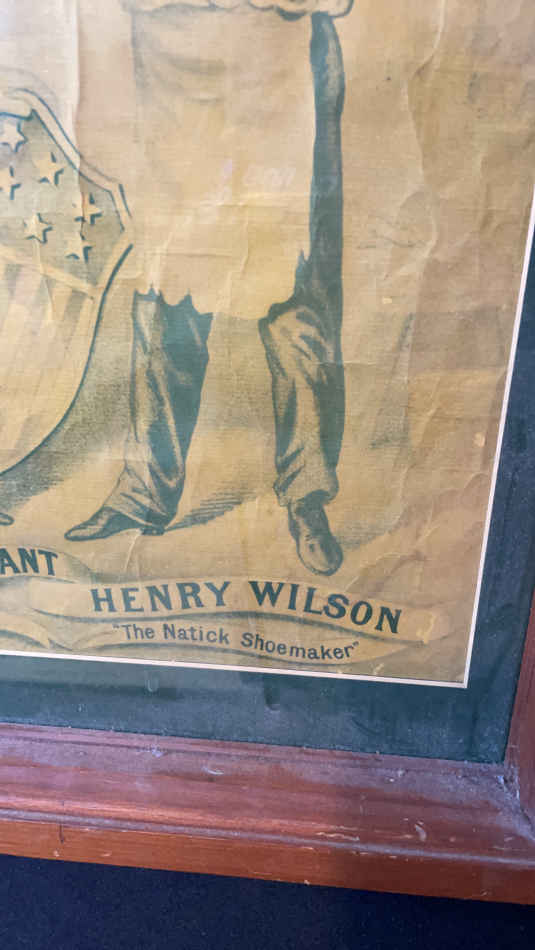 ANT
HENRY WILSON
"The Natick Shoemaker"